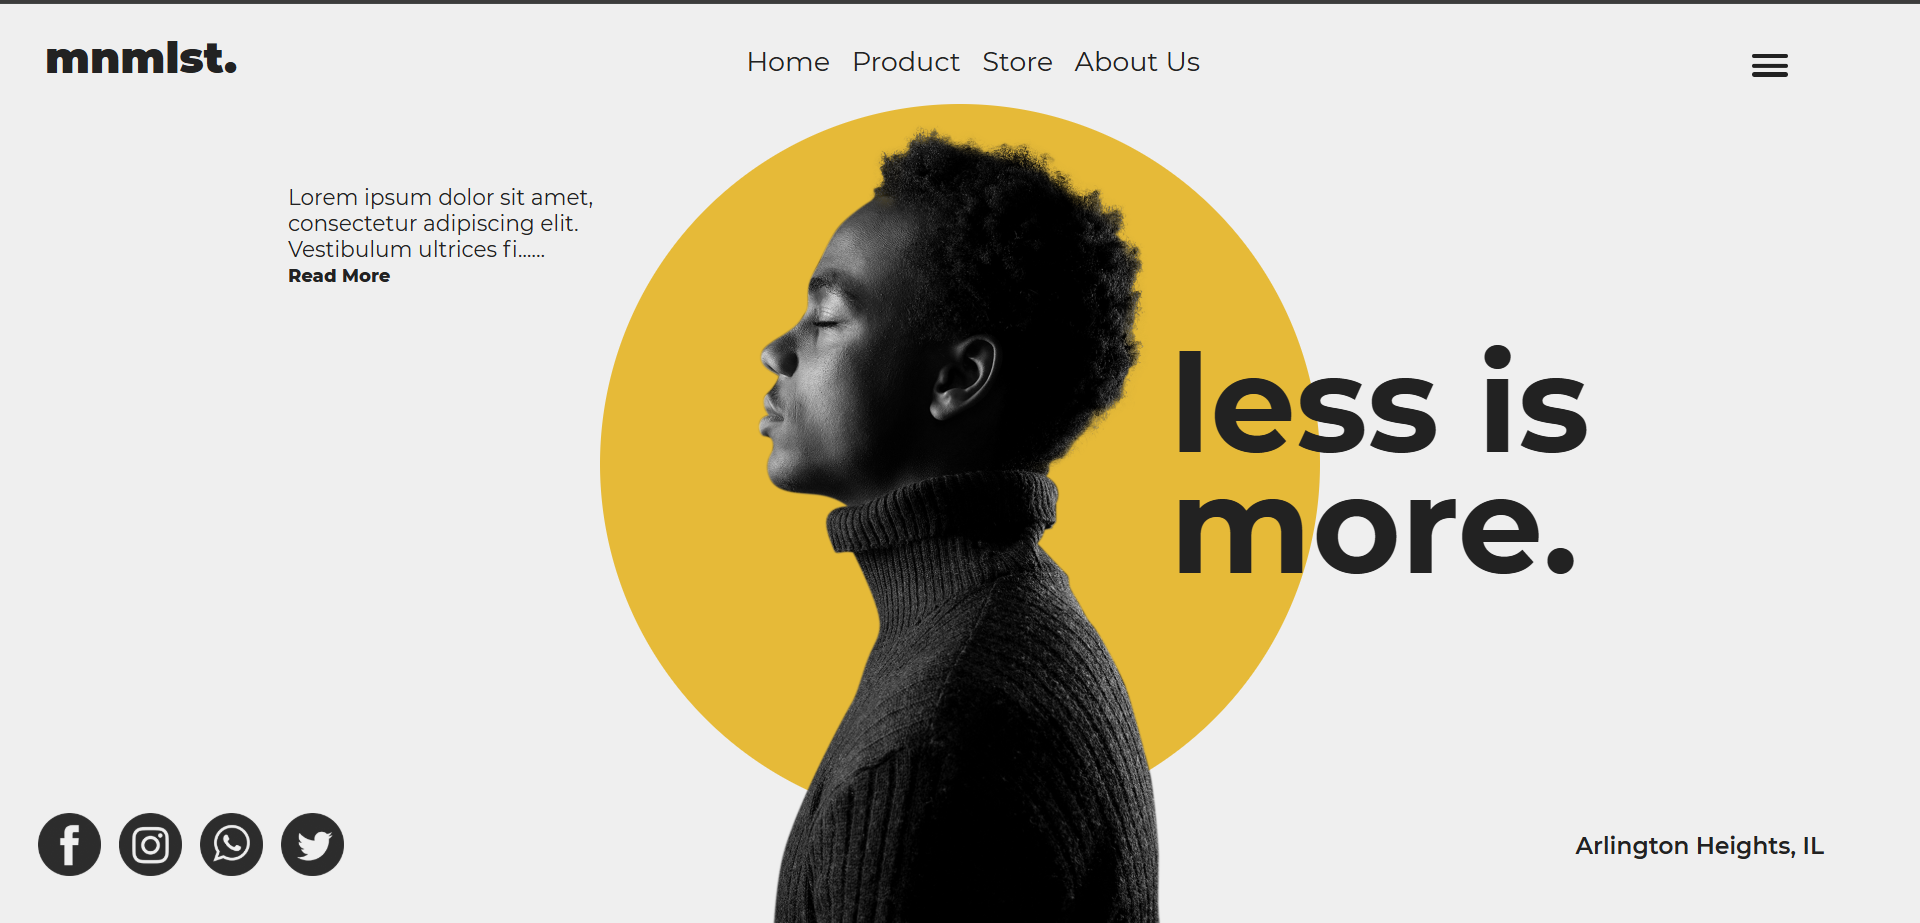 mnmlst.
Home Product Store About Us
Lorem ipsum dolor sit amet,
consectetur adipiscing elit.
Vestibulum ultrices fi......
Read More
less is
more.
Arlington Heights, IL